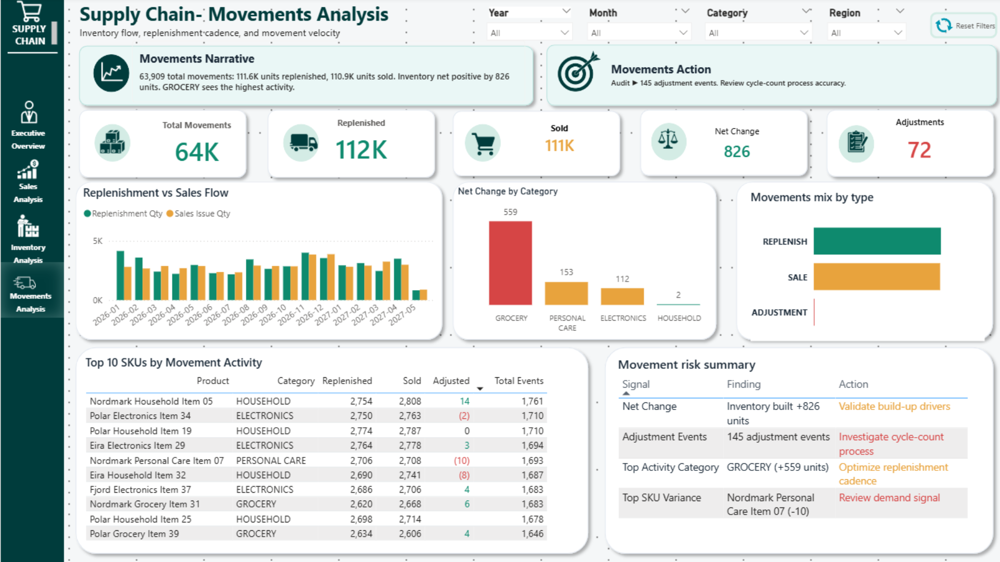 SUPPLY
CHAIN
Executive
Overview
Sales
Analysis
Inventory
Analysis
Movements
Analysis
Supply Chain- Movements Analysis
Inventory flow, replenishment cadence, and movement velocity
Year
All
Month
All
Category
All
Region
All
Reset Filters
Movements Narrative
63,909 total movements: 111.6K units replenished, 110.9K units sold. Inventory net positive by 826
units. GROCERY sees the highest activity.
Movements Action
Audit ► 145 adjustment events. Review cycle-count process accuracy.
Total Movements
64K
Replenished
112K
Sold
111K
Net Change
826
Adjustments
72
Replenishment vs Sales Flow
Replenishment Qty Sales Issue Qty
5K
0K
2026-01 2026-02 2026-03 2026-04 2026-05 2026-06 2026-07 2026-08 2026-09 2026-10 2026-11 2026-12 2027-01 2027-02 2027-03 2027-04 2027-05
Net Change by Category
559
153
112
2
GROCERY PERSONAL CARE ELECTRONICS HOUSEHOLD
Movements mix by type
REPLENISH
SALE
ADJUSTMENT
Top 10 SKUs by Movement Activity
Product Category Replenished Sold Adjusted Total Events
Nordmark Household Item 05 HOUSEHOLD 2,754 2,808 14 1,761
Polar Electronics Item 34 ELECTRONICS 2,750 2,763 (2) 1,710
Polar Household Item 19 HOUSEHOLD 2,774 2,787 0 1,710
Eira Electronics Item 29 ELECTRONICS 2,764 2,778 3 1,694
Nordmark Personal Care Item 07 PERSONAL CARE 2,706 2,708 (10) 1,693
Eira Household Item 32 HOUSEHOLD 2,690 2,741 (8) 1,687
Fjord Electronics Item 37 ELECTRONICS 2,686 2,706 4 1,683
Nordmark Grocery Item 31 GROCERY 2,620 2,668 6 1,683
Polar Household Item 25 HOUSEHOLD 2,698 2,714 1,678
Polar Grocery Item 39 GROCERY 2,634 2,606 4 1,646
Movement risk summary
Signal Finding Action
Net Change Inventory built +826 Validate build-up drivers
units
Adjustment Events 145 adjustment events Investigate cycle-count
process
Top Activity Category GROCERY (+559 units) Optimize replenishment
cadence
Top SKU Variance Nordmark Personal Review demand signal
Care Item 07 (-10)